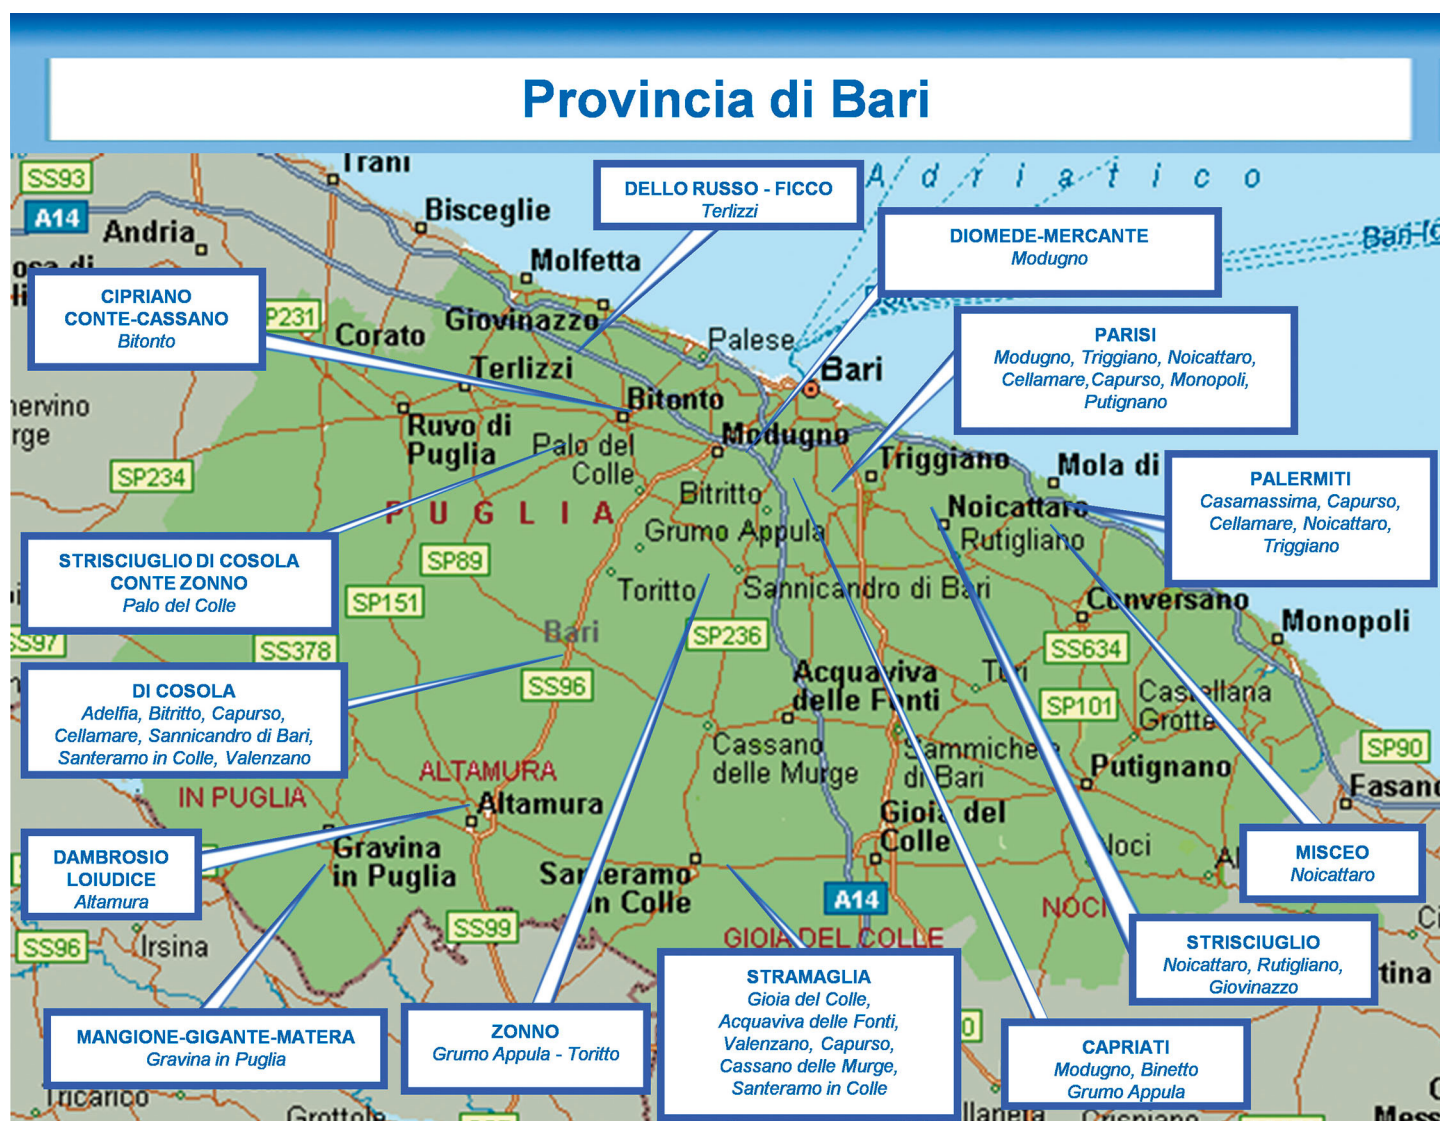 Provincia di Bari
Trani
SS93
A14
Andria
Bisceglie
Molfetta
Adriatico
DELLO RUSSO - FICCO
Terlizzi
DIOMEDE-MERCANTE
Modugno
CIPRIANO
CONTE-CASSANO
Bitonto
P231
Corato
Giovinazzo
Palese
Bari
Terlizzi
Bitonto
Ruvo di
Puglia
Palo del
Colle
Modugno
PARISI
Modugno, Triggiano, Noicattaro,
Cellamare, Capurso, Monopoli,
Putignano
SP234
PUGLIA
Bitritto
Grumo Appula
Triggiano
Mola di
Noicattaro
Rutigliano
PALERMITI
Casamassima, Capurso,
Cellamare, Noicattaro,
Triggiano
STRISCIUGLIO DI COSOLA
CONTE ZONNO
Palo del Colle
SP89
SP151
Toritto
Sannicandro di Bari
Conversano
Monopoli
SS97
SS378
Bari
SP236
SS634
DI COSOLA
Adelfia, Bitritto, Capurso,
Cellamare, Sannicandro di Bari,
Santeramo in Colle, Valenzano
SS96
Acquaviva
delle Fonti
Turi
SP101
Castellana
Grotte
Cassano
delle Murge
Sammichele
di Bari
Putignano
SP90
Fasano
ALTAMURA
IN PUGLIA
Altamura
Gioia del
Colle
Noci
DAMBROSIO
LOIUDICE
Altamura
Gravina
in Puglia
Santeramo
in Colle
A14
NOCI
MISCEO
Noicattaro
SS96
Irsina
SS99
GIOIA DEL COLLE
STRISCIUGLIO
Noicattaro, Rutigliano,
Giovinazzo
tina
MANGIONE-GIGANTE-MATERA
Gravina in Puglia
ZONNO
Grumo Appula - Toritto
STRAMAGLIA
Gioia del Colle,
Acquaviva delle Fonti,
Valenzano, Capurso,
Cassano delle Murge,
Santeramo in Colle
CAPRIATI
Modugno, Binetto
Grumo Appula
Tricarico
Grottole